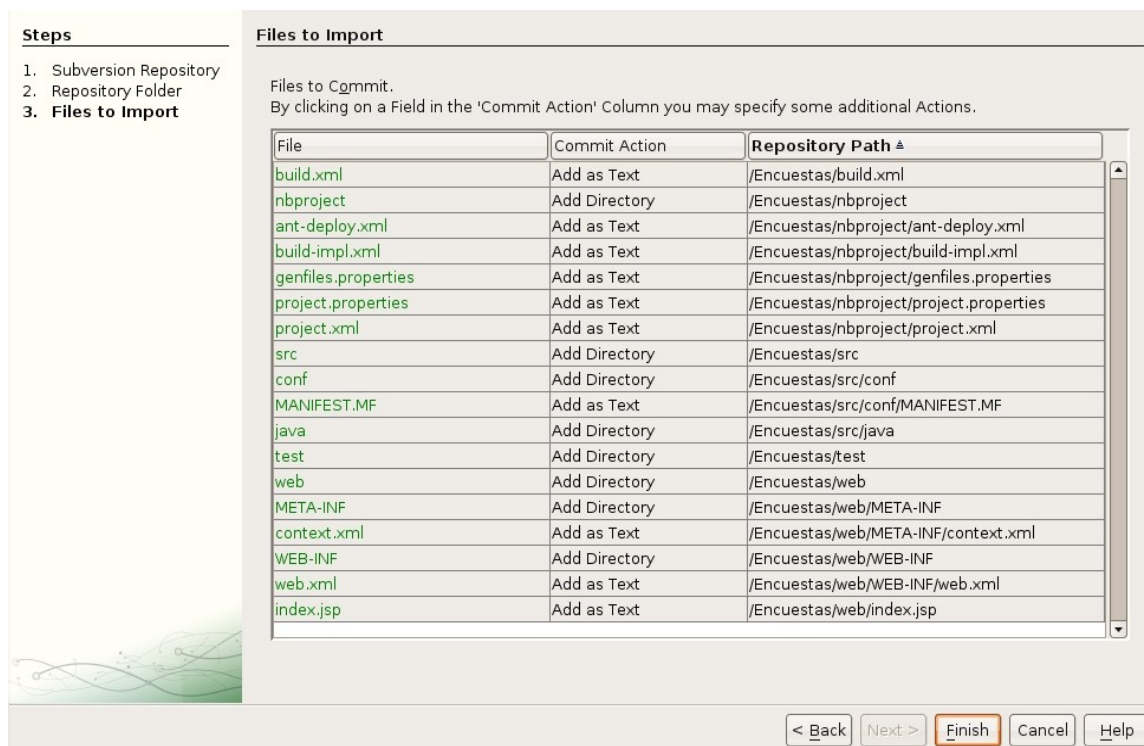 Steps
1. Subversion Repository
2. Repository Folder
3. Files to Import
Files to Import
Files to Commit.
By clicking on a Field in the 'Commit Action' Column you may specify some additional Actions.
File Commit Action Repository Path
build.xml Add as Text /Encuestas/build.xml
nbproject Add Directory /Encuestas/nbproject
ant-deploy.xml Add as Text /Encuestas/nbproject/ant-deploy.xml
build-impl.xml Add as Text /Encuestas/nbproject/build-impl.xml
genfiles.properties Add as Text /Encuestas/nbproject/genfiles.properties
project.properties Add as Text /Encuestas/nbproject/project.properties
project.xml Add as Text /Encuestas/nbproject/project.xml
src Add Directory /Encuestas/src
conf Add Directory /Encuestas/src/conf
MANIFEST.MF Add as Text /Encuestas/src/conf/MANIFEST.MF
java Add Directory /Encuestas/src/java
test Add Directory /Encuestas/test
web Add Directory /Encuestas/web
META-INF Add Directory /Encuestas/web/META-INF
context.xml Add as Text /Encuestas/web/META-INF/context.xml
WEB-INF Add Directory /Encuestas/web/WEB-INF
web.xml Add as Text /Encuestas/web/WEB-INF/web.xml
index.jsp Add as Text /Encuestas/web/index.jsp
< Back Next > Finish Cancel Help